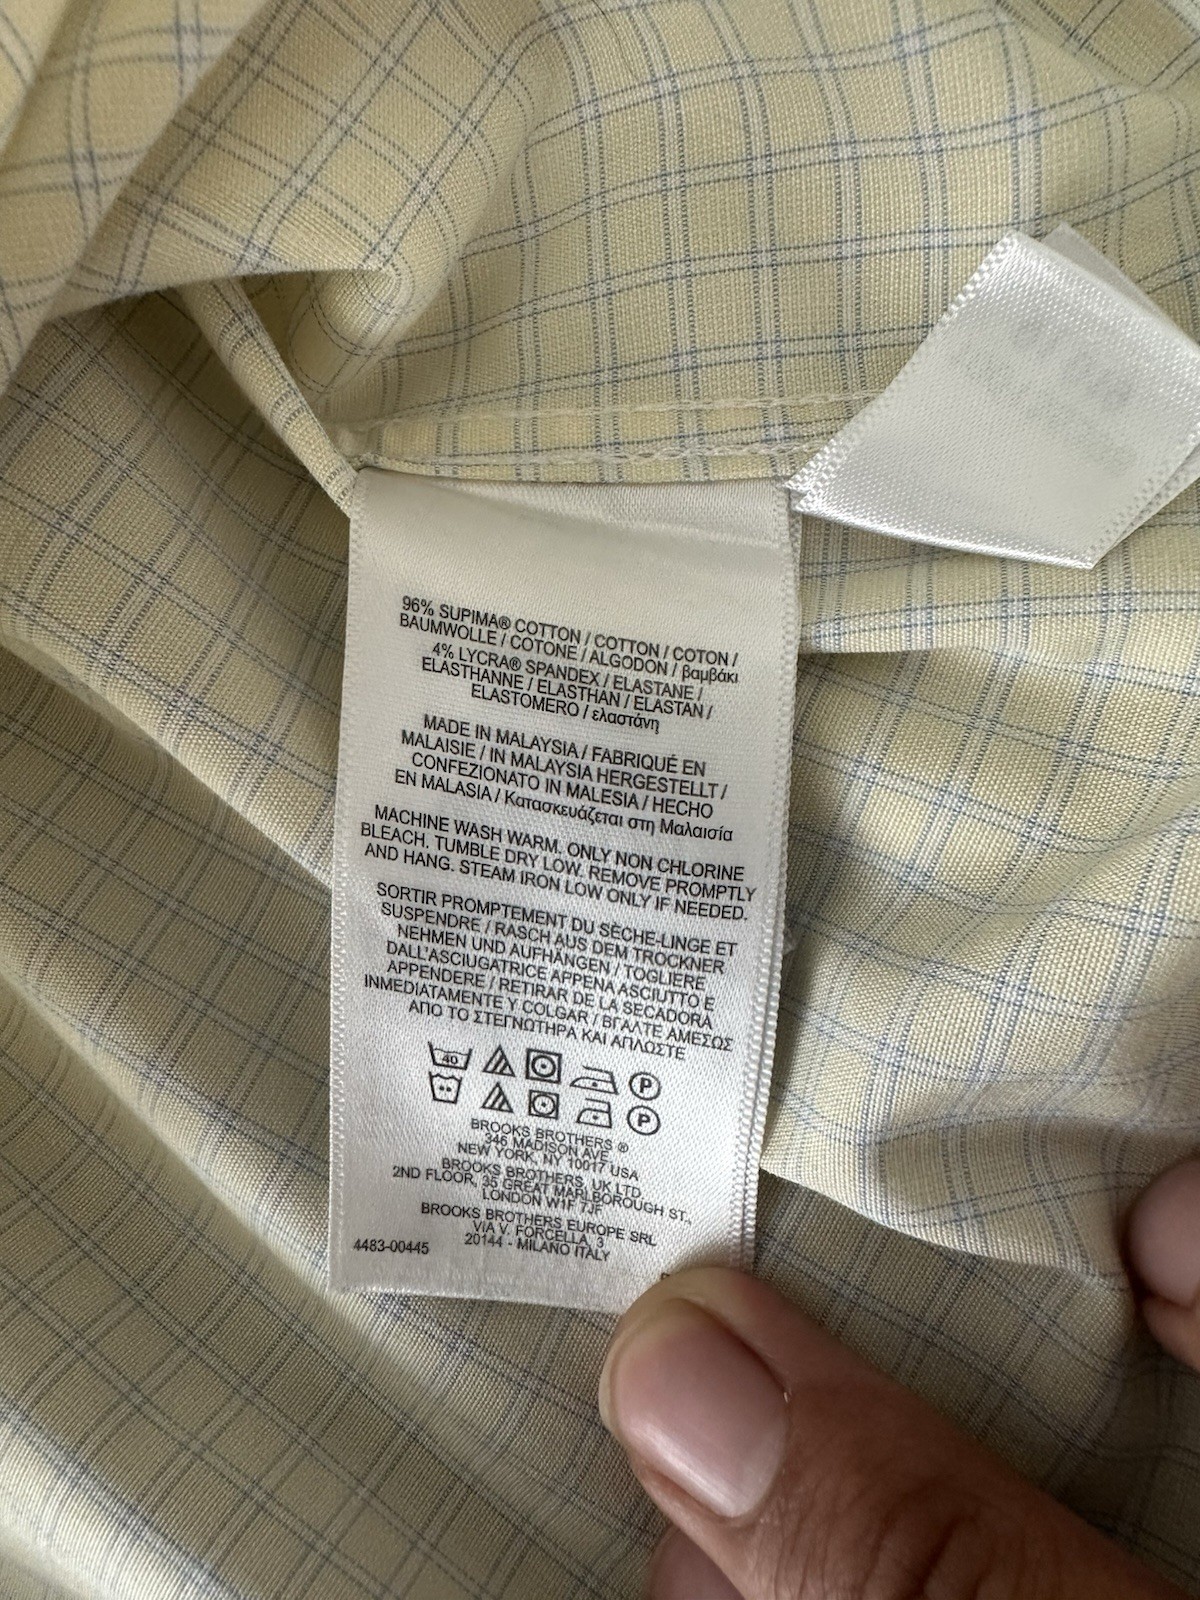 96% SUPIMA® COTTON / COTTON / COTON /
BAUMWOLLE / COTONE / ALGODON / βαμβάκι
4% LYCRA® SPANDEX / ELASTANE /
ELASTHANNE / ELASTHAN / ELASTAN /
ELASTOMERO / ελαστάνη
MADE IN MALAYSIA / FABRIQUÉ EN
MALAISIE / IN MALAYSIA HERGESTELLT /
CONFEZIONATO IN MALESIA / HECHO
EN MALASIA / Κατασκευάζεται στη Μαλαισία
MACHINE WASH WARM. ONLY NON CHLORINE
BLEACH. TUMBLE DRY LOW. REMOVE PROMPTLY
AND HANG. STEAM IRON LOW ONLY IF NEEDED.
SORTIR PROMPTEMENT DU SÈCHE-LINGE ET
SUSPENDRE / RASCH AUS DEM TROCKNER
NEHMEN UND AUFHÄNGEN / TOGLIERE
DALL'ASCIUGATRICE APPENA ASCIUTTO E
APPENDERE / RETIRAR DE LA SECADORA
INMEDIATAMENTE Y COLGAR / ΒΓΑΛΤΕ ΑΜΕΣΩΣ
ΑΠΟ ΤΟ ΣΤΕΓΝΩΤΗΡΑ ΚΑΙ ΑΠΛΩΣΤΕ
40 P
P
BROOKS BROTHERS ®
346 MADISON AVE.
NEW YORK, NY 10017 USA
BROOKS BROTHERS, UK LTD.
2ND FLOOR, 35 GREAT MARLBOROUGH ST.,
LONDON W1F 7JF
BROOKS BROTHERS EUROPE SRL
VIA V. FORCELLA, 3
20144 - MILANO ITALY
4483-00445